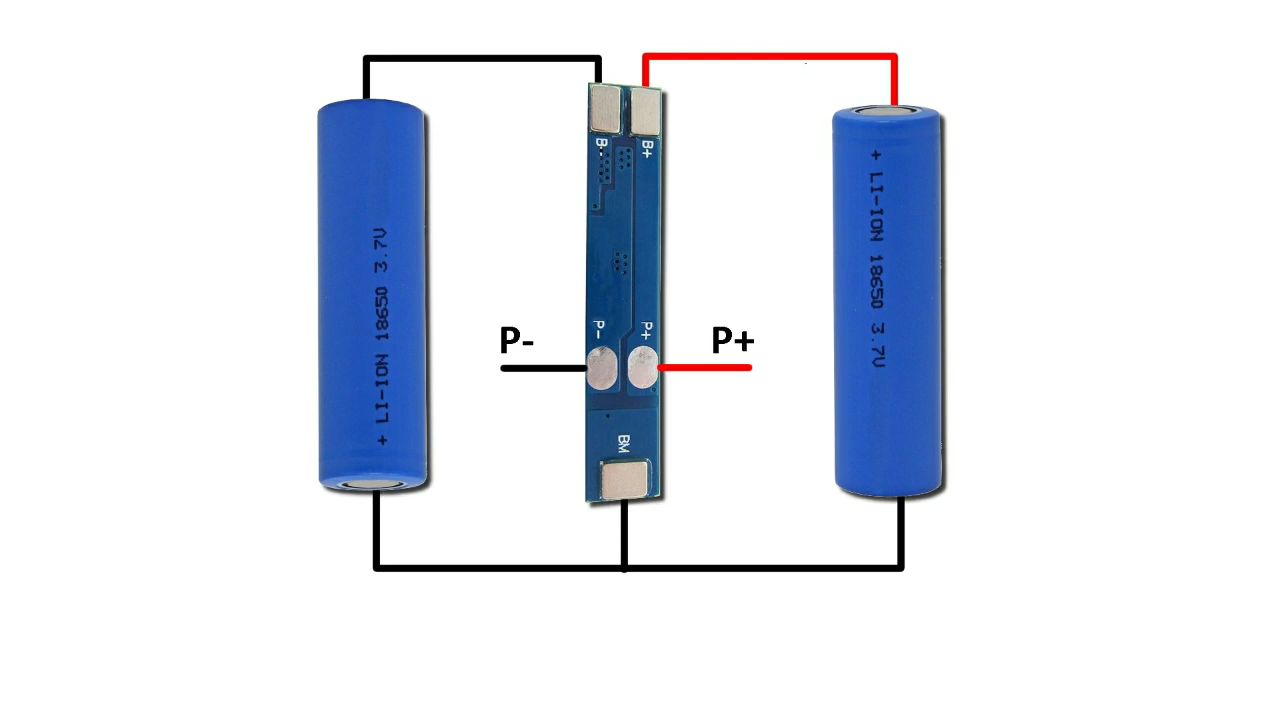 B-
B+
+ LI-ION 18650 3.7V
+ LI-ION 18650 3.7V
P-
P+
P-
P+
BM